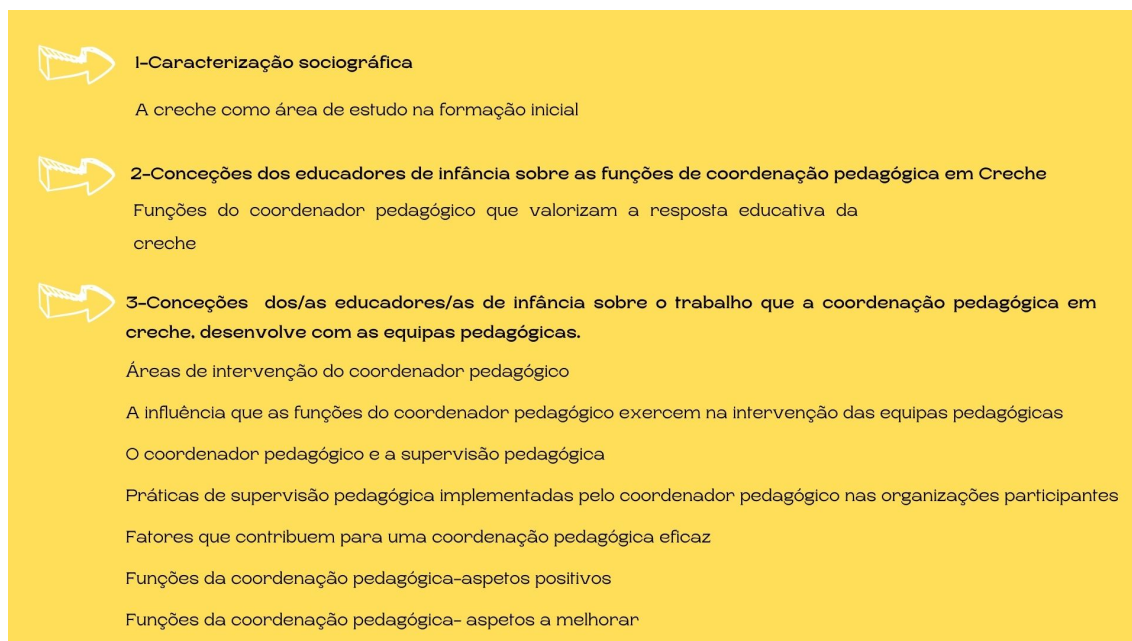 1-Caracterização sociográfica
A creche como área de estudo na formação inicial
2-Conceções dos educadores de infância sobre as funções de coordenação pedagógica em Creche
Funções do coordenador pedagógico que valorizam a resposta educativa da
creche
3-Conceções dos/as educadores/as de infância sobre o trabalho que a coordenação pedagógica em
creche, desenvolve com as equipas pedagógicas.
Áreas de intervenção do coordenador pedagógico
A influência que as funções do coordenador pedagógico exercem na intervenção das equipas pedagógicas
O coordenador pedagógico e a supervisão pedagógica
Práticas de supervisão pedagógica implementadas pelo coordenador pedagógico nas organizações participantes
Fatores que contribuem para uma coordenação pedagógica eficaz
Funções da coordenação pedagógica-aspetos positivos
Funções da coordenação pedagógica- aspetos a melhorar